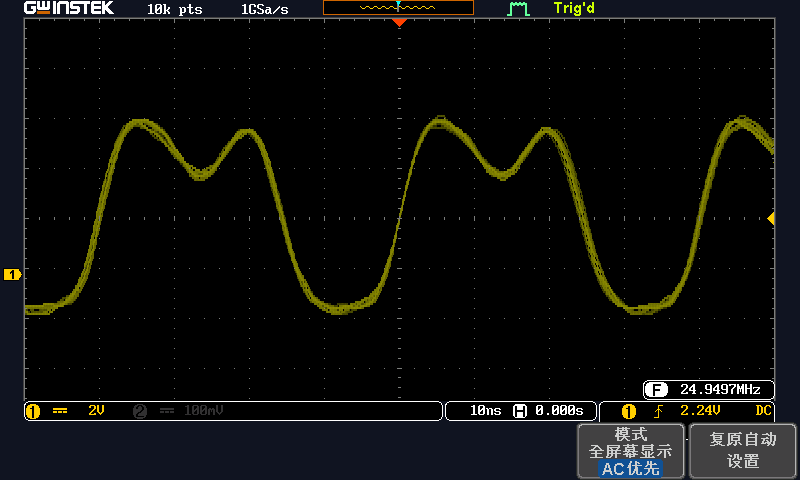 GWINSTEK 10k pts 1GSa/s Trig'd
1
F 24.9497MHz
1 2V 2 100mV 10ns H 0.000s 1 2.24V DC
模式
全屏幕显示
AC优先
复原自动
设置